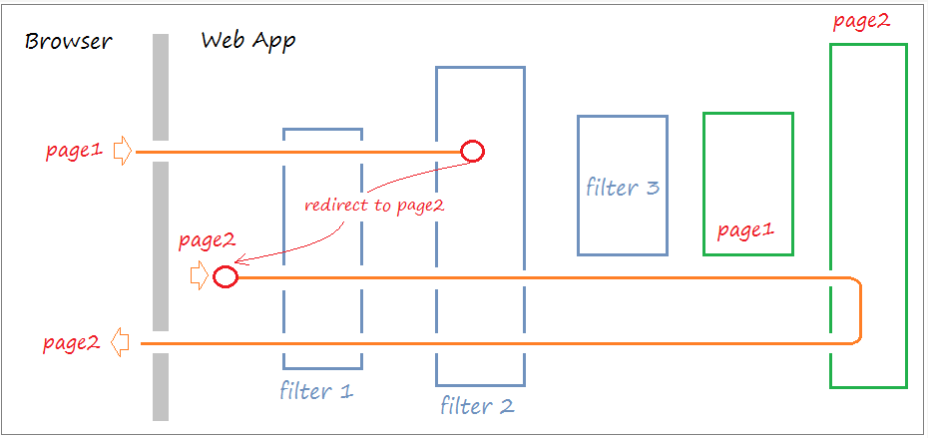 Browser
Web App
page2
page1
filter 3
redirect to page2
page1
page2
page2
filter 1
filter 2